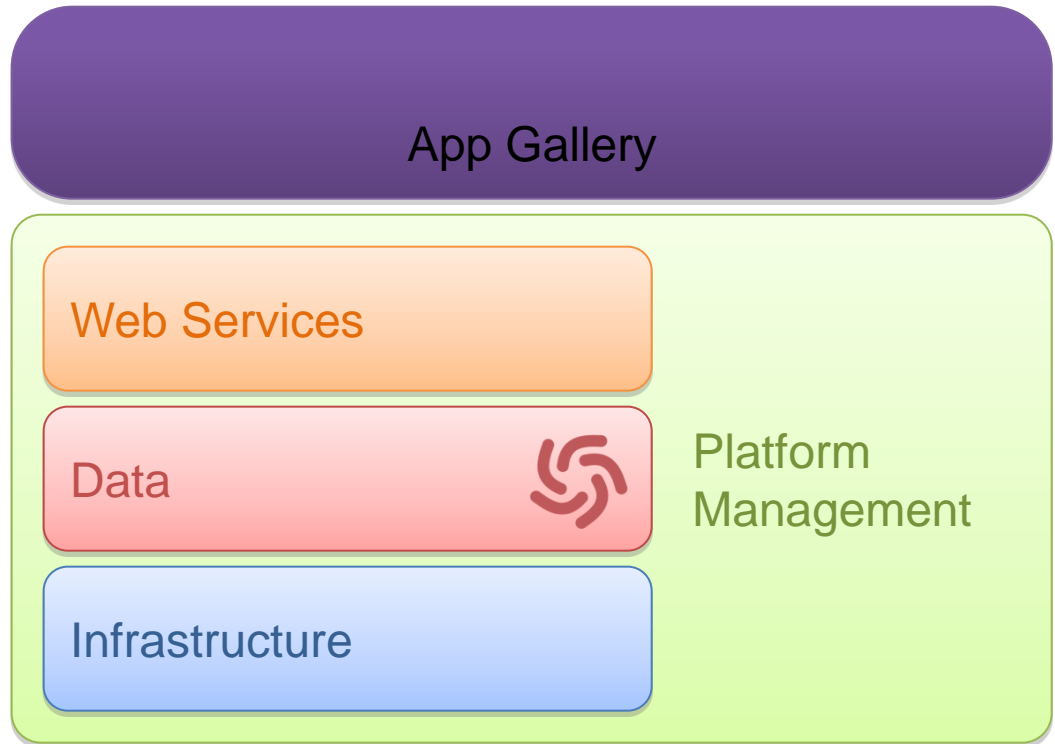 App Gallery
Web Services
Data
Platform
Management
Infrastructure